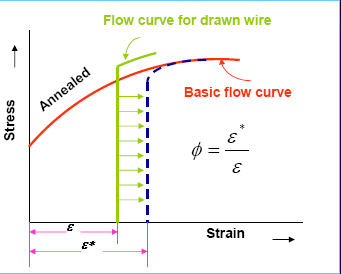 Flow curve for drawn wire
Annealed
Basic flow curve
Stress
ϕ = ε* / ε
ε
Strain
ε*